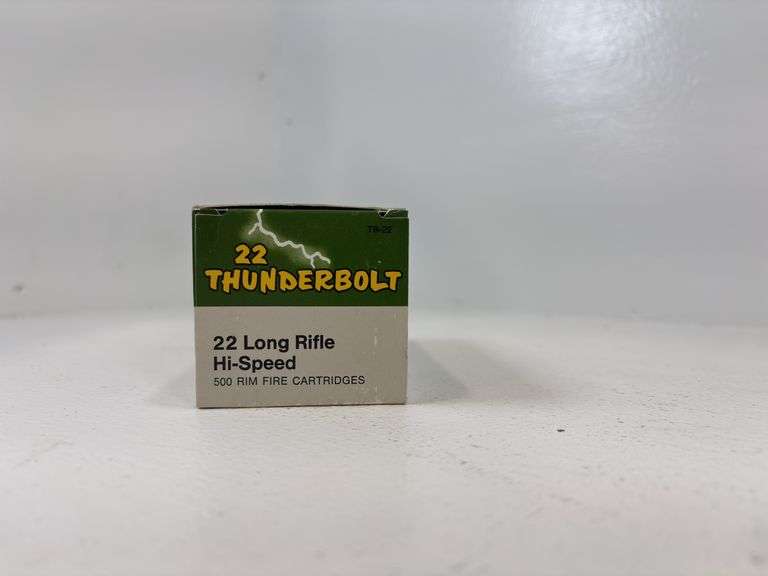 TB-22
22
THUNDERBOLT
22 Long Rifle
Hi-Speed
500 RIM FIRE CARTRIDGES